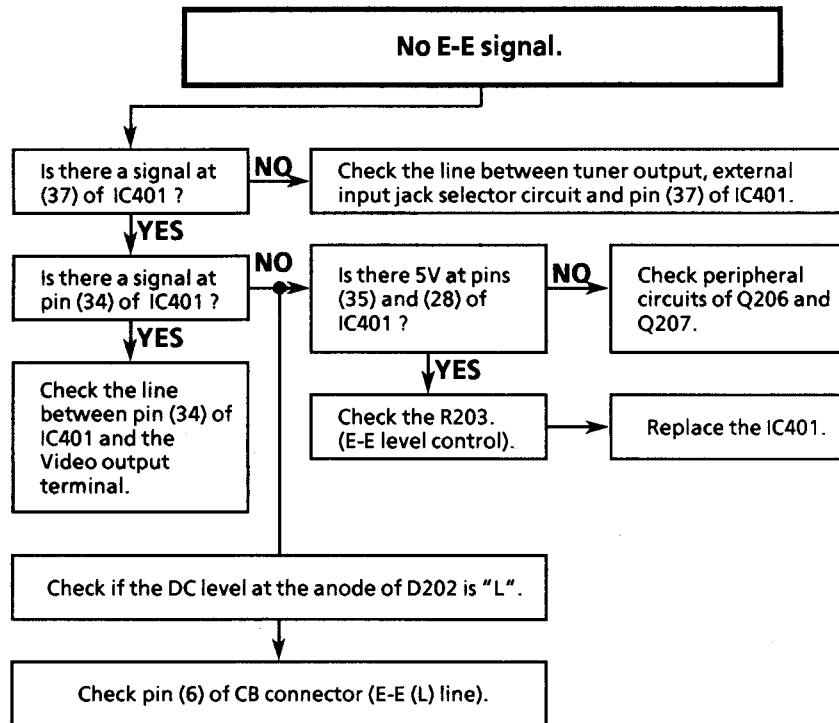 No E-E signal.
Is there a signal at
(37) of IC401 ?
NO
Check the line between tuner output, external
input jack selector circuit and pin (37) of IC401.
YES
Is there a signal at
pin (34) of IC401 ?
NO
Is there 5V at pins
(35) and (28) of
IC401 ?
NO
Check peripheral
circuits of Q206 and
Q207.
YES
Check the line
between pin (34) of
IC401 and the
Video output
terminal.
YES
Check the R203.
(E-E level control).
Replace the IC401.
Check if the DC level at the anode of D202 is "L".
Check pin (6) of CB connector (E-E (L) line).